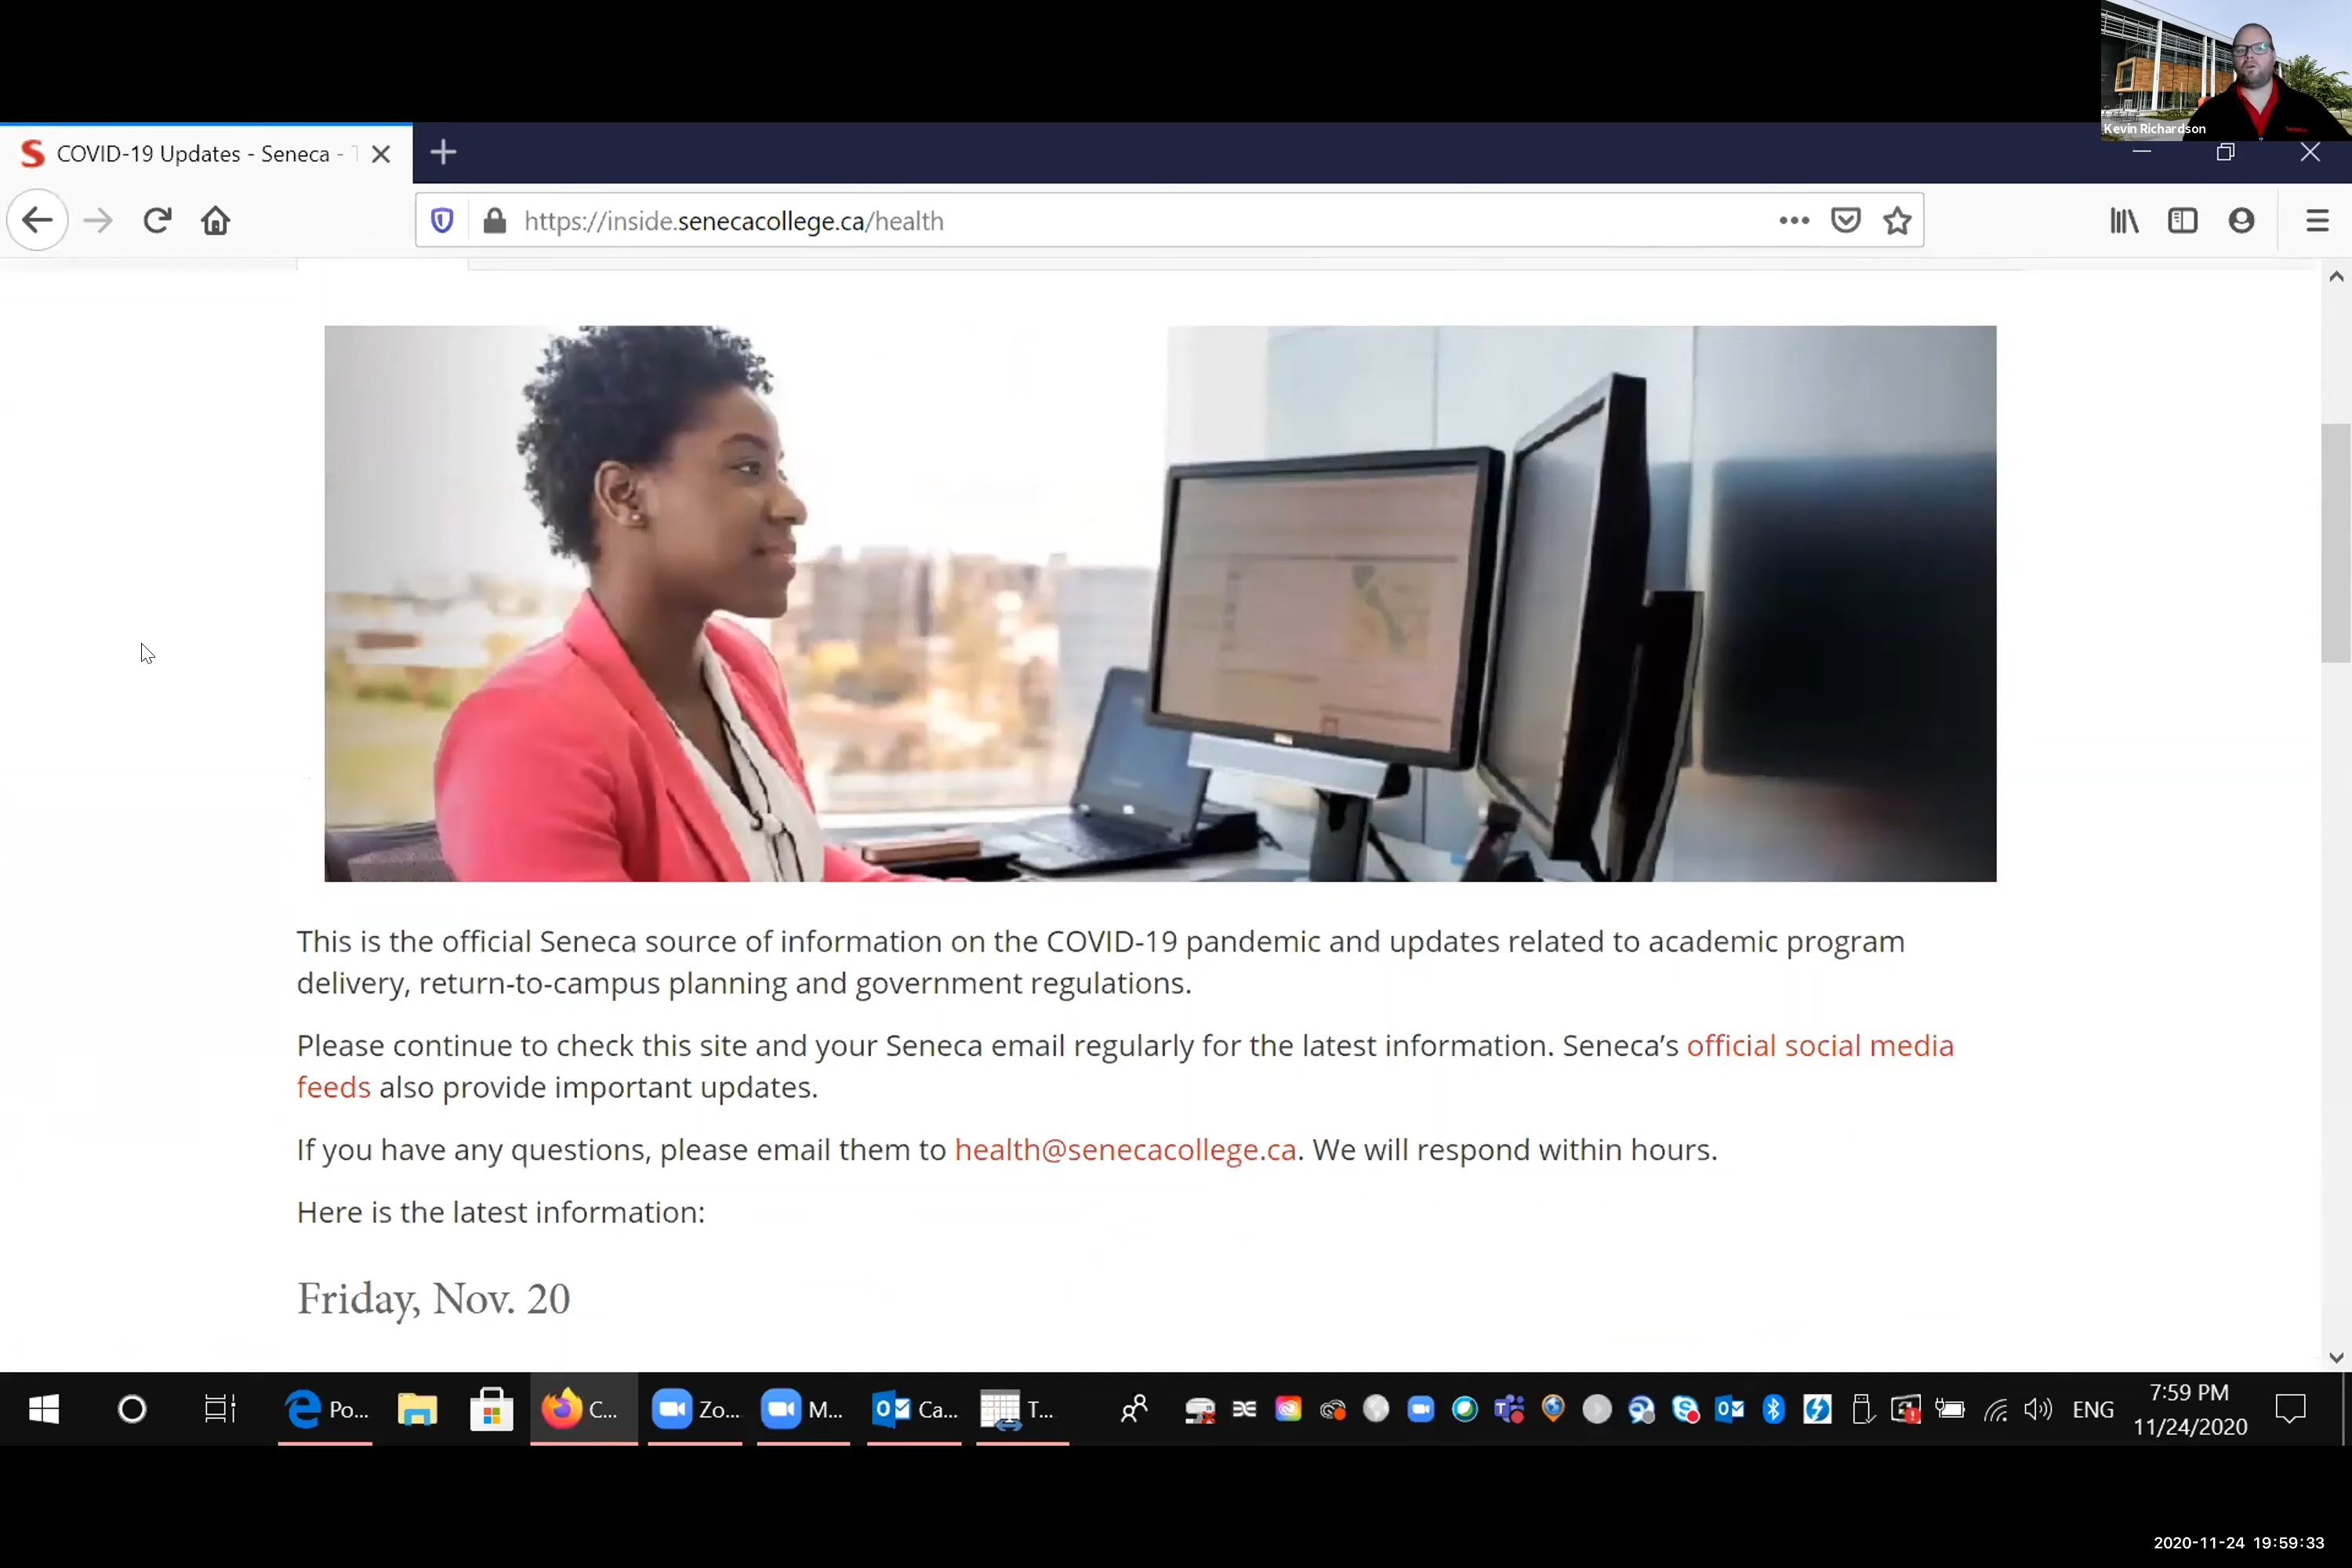 Kevin Richardson
COVID-19 Updates - Seneca -
https://inside.senecacollege.ca/health
This is the official Seneca source of information on the COVID-19 pandemic and updates related to academic program
delivery, return-to-campus planning and government regulations.
Please continue to check this site and your Seneca email regularly for the latest information. Seneca’s official social media
feeds also provide important updates.
If you have any questions, please email them to health@senecacollege.ca. We will respond within hours.
Here is the latest information:
Friday, Nov. 20
Po... C... Zo... M... Ca... T... ENG
7:59 PM
11/24/2020
2020-11-24 19:59:33